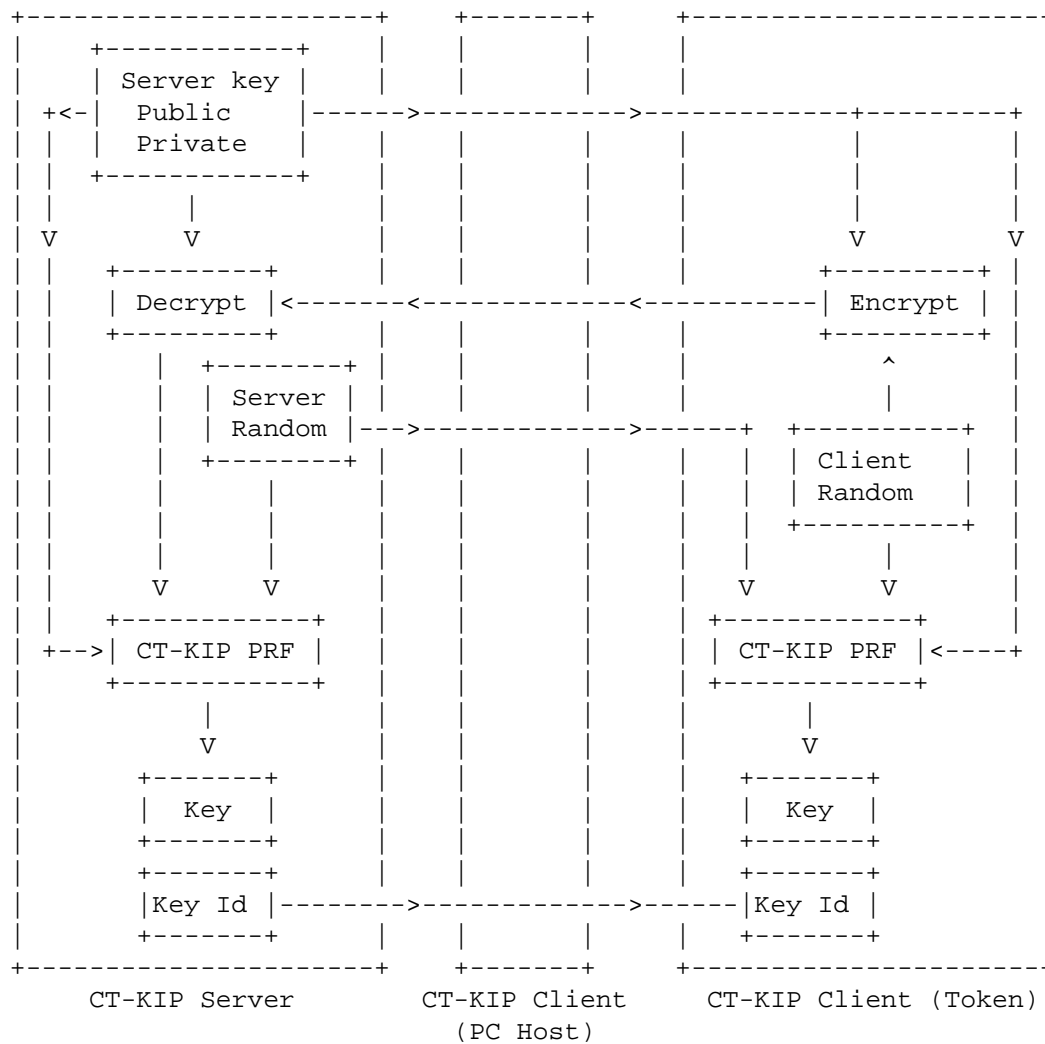 Server key
Public
Private
Decrypt
Encrypt
Server
Random
Client
Random
CT-KIP PRF
CT-KIP PRF
Key
Key
Key Id
Key Id
CT-KIP Server
CT-KIP Client
(PC Host)
CT-KIP Client (Token)